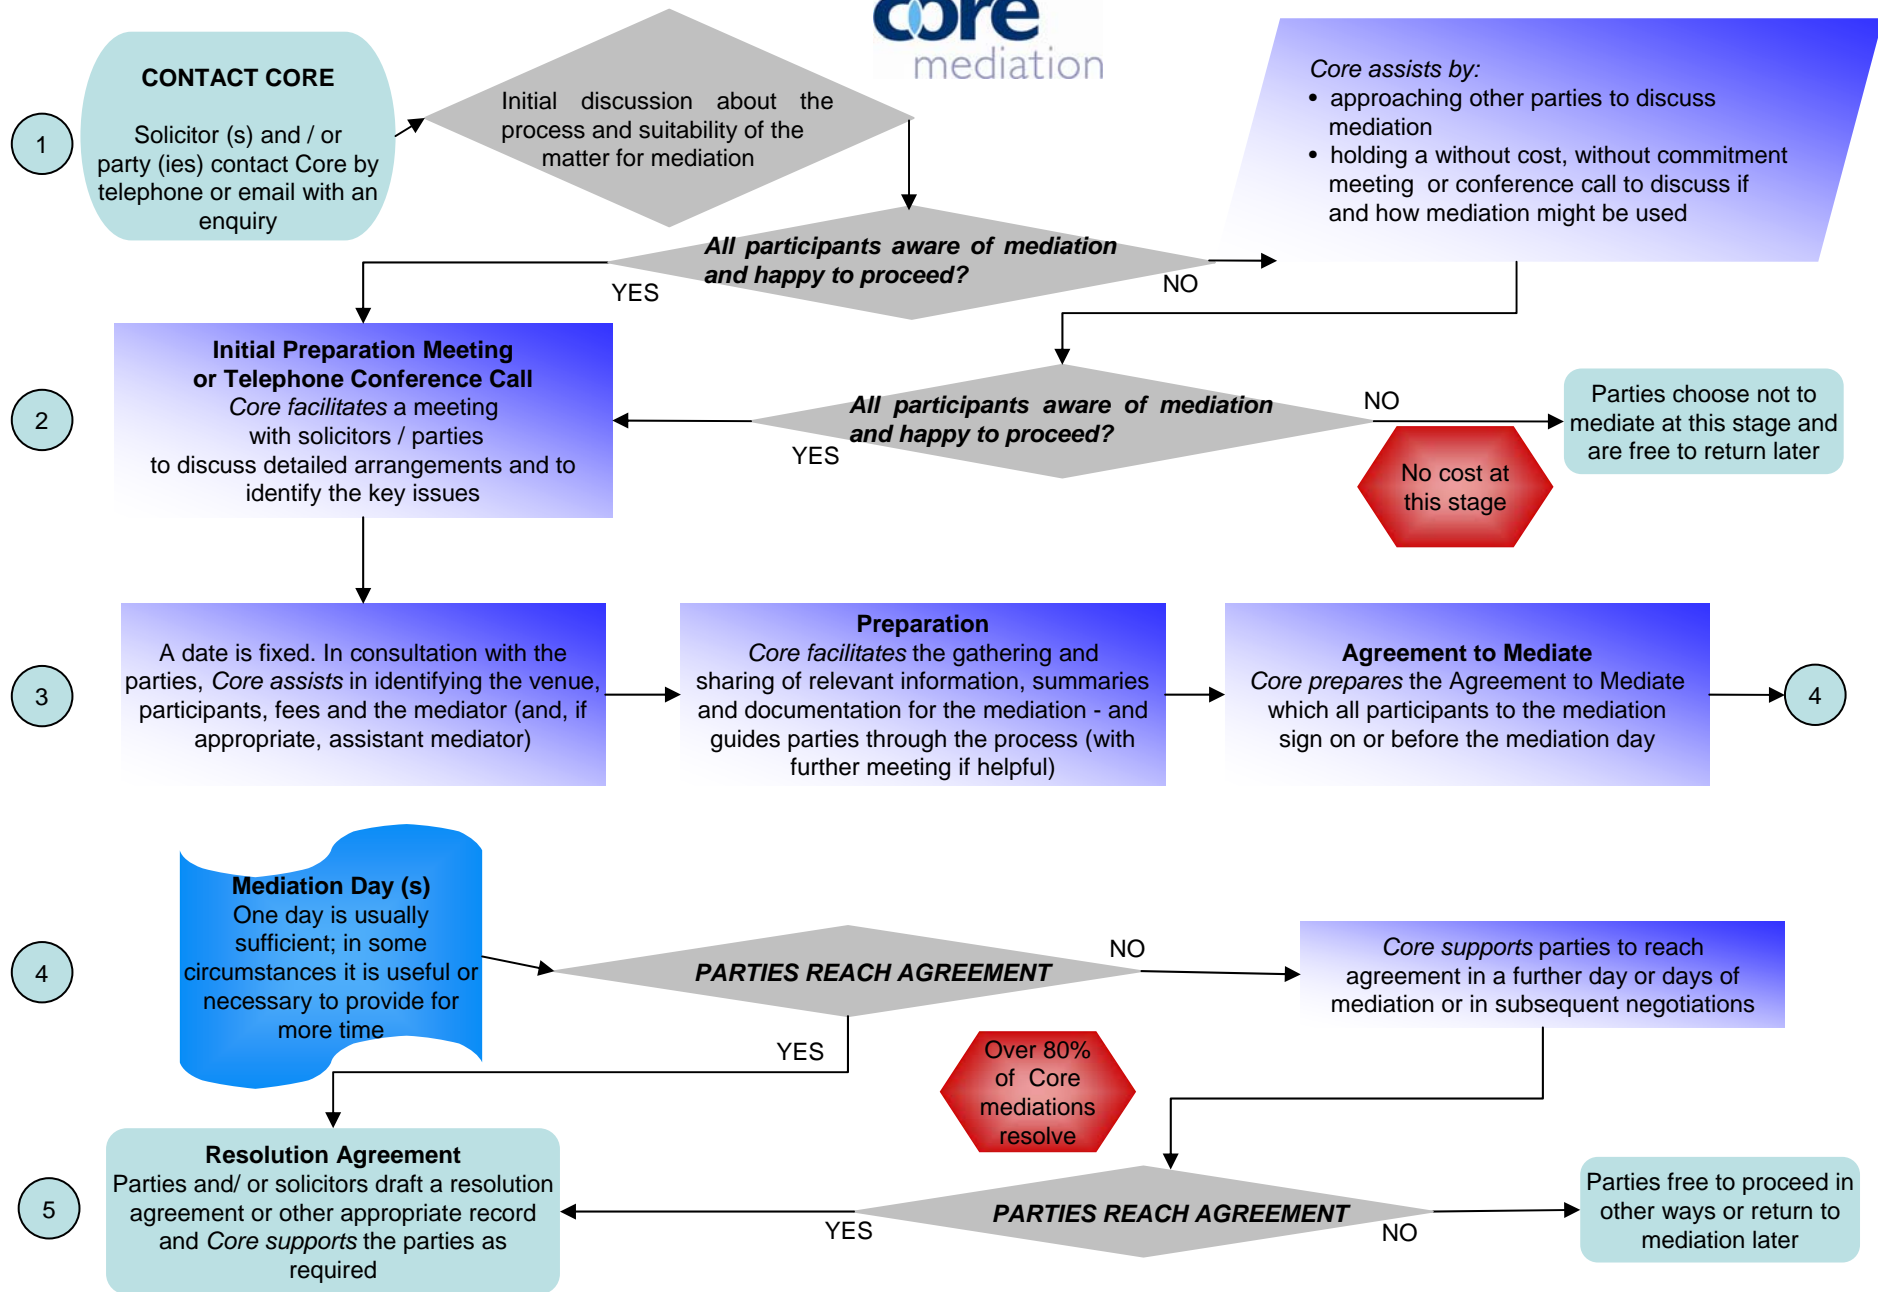 core
mediation
CONTACT CORE
Solicitor (s) and / or
party (ies) contact Core by
telephone or email with an
enquiry
1
Initial discussion about the
process and suitability of the
matter for mediation
Core assists by:
• approaching other parties to discuss
mediation
• holding a without cost, without commitment
meeting or conference call to discuss if
and how mediation might be used
All participants aware of mediation
and happy to proceed?
YES
NO
2
Initial Preparation Meeting
or Telephone Conference Call
Core facilitates a meeting
with solicitors / parties
to discuss detailed arrangements and to
identify the key issues
All participants aware of mediation
and happy to proceed?
YES
NO
Parties choose not to
mediate at this stage and
are free to return later
No cost at
this stage
3
A date is fixed. In consultation with the
parties, Core assists in identifying the venue,
participants, fees and the mediator (and, if
appropriate, assistant mediator)
Preparation
Core facilitates the gathering and
sharing of relevant information, summaries
and documentation for the mediation - and
guides parties through the process (with
further meeting if helpful)
Agreement to Mediate
Core prepares the Agreement to Mediate
which all participants to the mediation
sign on or before the mediation day
4
4
Mediation Day (s)
One day is usually
sufficient; in some
circumstances it is useful or
necessary to provide for
more time
PARTIES REACH AGREEMENT
NO
YES
Core supports parties to reach
agreement in a further day or days of
mediation or in subsequent negotiations
Over 80%
of Core
mediations
resolve
5
Resolution Agreement
Parties and/ or solicitors draft a resolution
agreement or other appropriate record
and Core supports the parties as
required
PARTIES REACH AGREEMENT
YES
NO
Parties free to proceed in
other ways or return to
mediation later